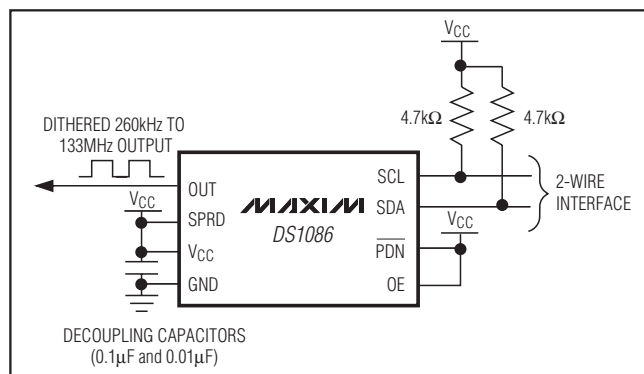 VCC
4.7kΩ
4.7kΩ
DITHERED 260kHz TO
133MHz OUTPUT
OUT
SCL
2-WIRE
INTERFACE
VCC
SPRD
MAXIM
DS1086
SDA
VCC
VCC
PDN
GND
OE
DECOUPLING CAPACITORS
(0.1µF and 0.01µF)